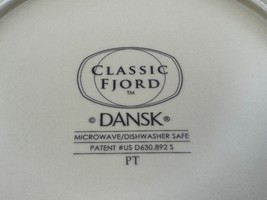 CLASSIC
FJORD
TM
© DANSK®
MICROWAVE/DISHWASHER SAFE
PATENT #US D630,892 S
PT